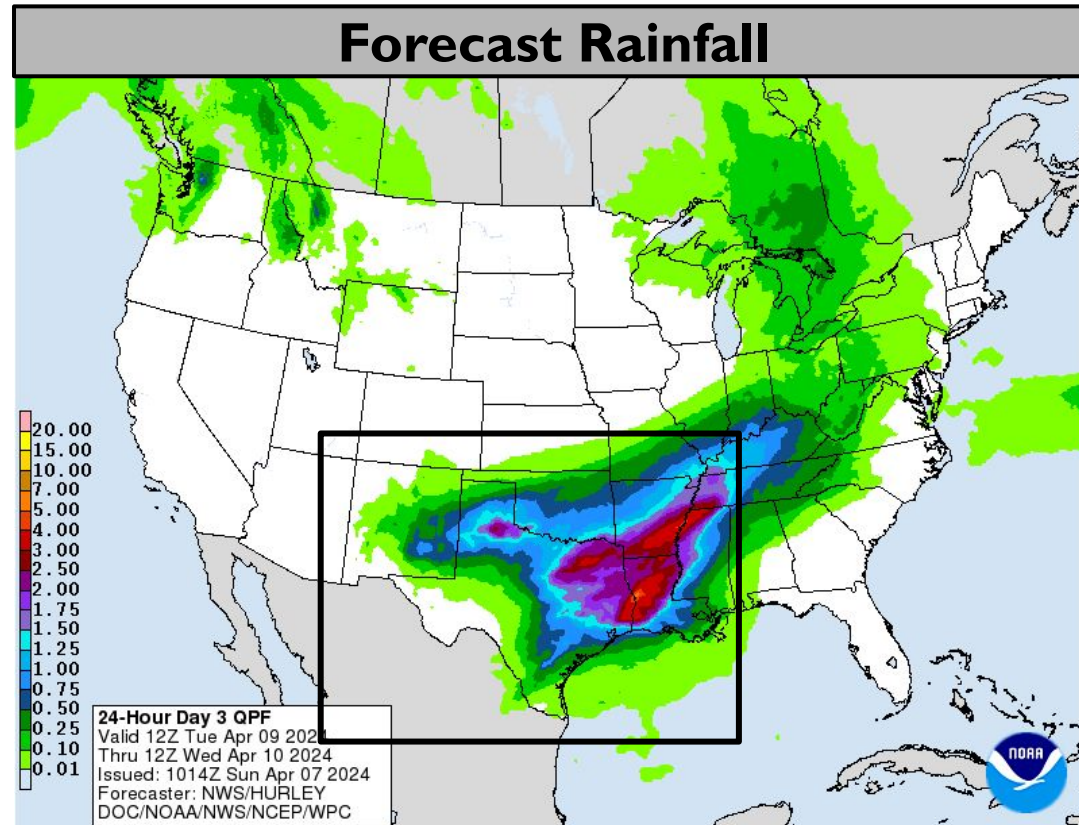 Forecast Rainfall
20.00
15.00
10.00
7.00
5.00
4.00
3.00
2.50
2.00
1.75
1.50
1.25
1.00
0.75
0.50
0.25
0.10
0.01
24-Hour Day 3 QPF
Valid 12Z Tue Apr 09 2024
Thru 12Z Wed Apr 10 2024
Issued: 1014Z Sun Apr 07 2024
Forecaster: NWS/HURLEY
DOC/NOAA/NWS/NCEP/WPC
NOAA